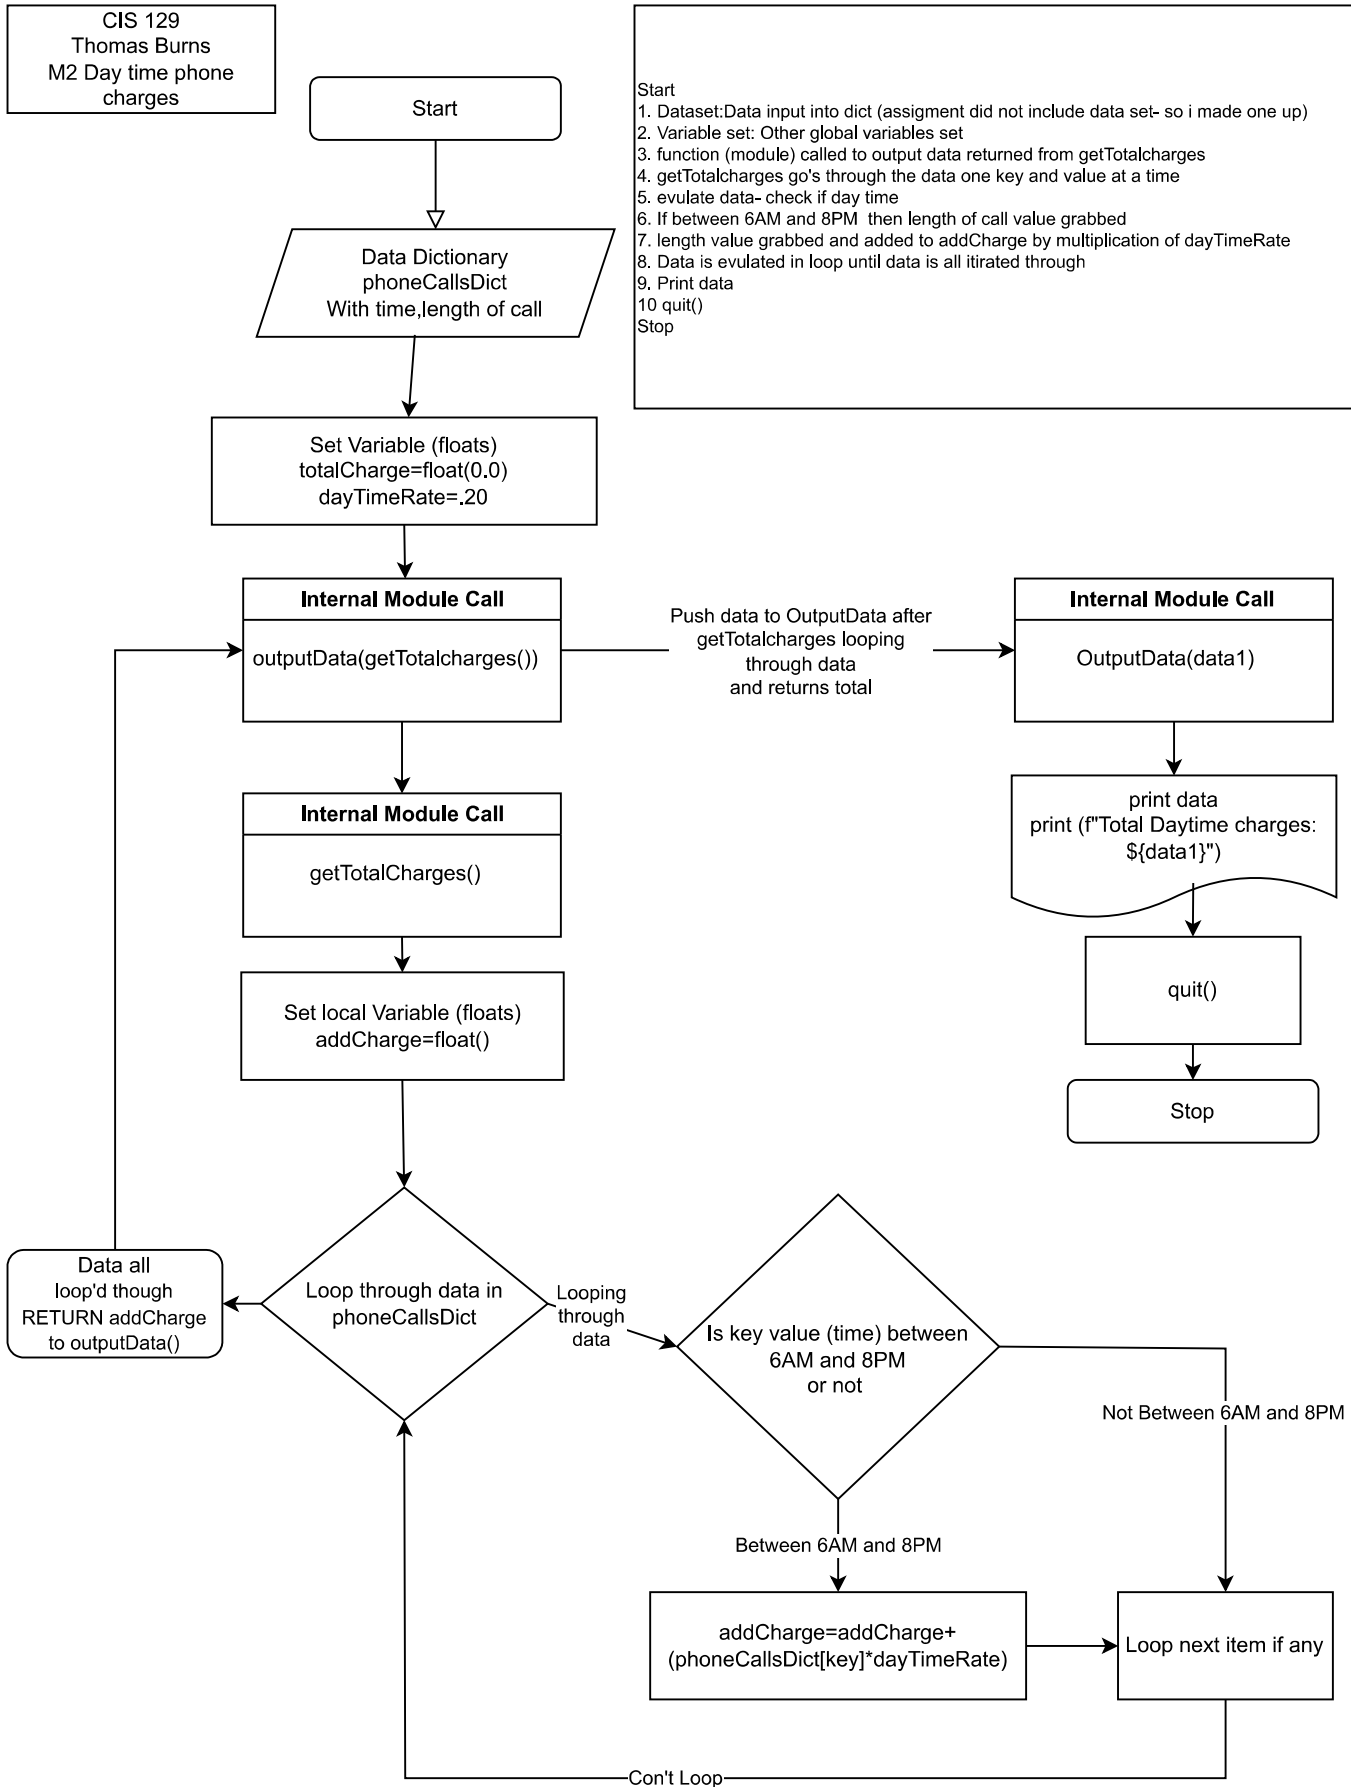 CIS 129
Thomas Burns
M2 Day time phone
charges
Start
Start
1. Dataset:Data input into dict (assigment did not include data set- so i made one up)
2. Variable set: Other global variables set
3. function (module) called to output data returned from getTotalcharges
4. getTotalcharges go's through the data one key and value at a time
5. evulate data- check if day time
6. If between 6AM and 8PM  then length of call value grabbed
7. length value grabbed and added to addCharge by multiplication of dayTimeRate
8. Data is evulated in loop until data is all itirated through
9. Print data
10 quit()
Stop
Data Dictionary
phoneCallsDict
With time,length of call
Set Variable (floats)
totalCharge=float(0.0)
dayTimeRate=.20
Internal Module Call
outputData(getTotalcharges())
Push data to OutputData after
getTotalcharges looping
through data
and returns total
Internal Module Call
OutputData(data1)
Internal Module Call
getTotalCharges()
print data
print (f"Total Daytime charges:
${data1}")
Set local Variable (floats)
addCharge=float()
quit()
Stop
Data all
loop'd though
RETURN addCharge
to outputData()
Loop through data in
phoneCallsDict
Looping
through
data
Is key value (time) between
6AM and 8PM
or not
Not Between 6AM and 8PM
Between 6AM and 8PM
addCharge=addCharge+
(phoneCallsDict[key]*dayTimeRate)
Loop next item if any
Con't Loop